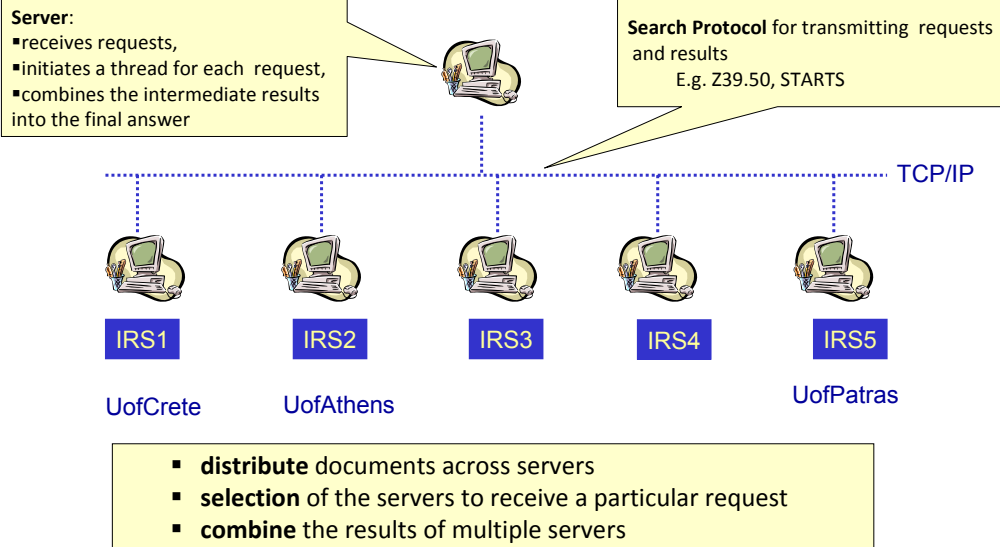 Server:
▪receives requests,
▪initiates a thread for each request,
▪combines the intermediate results
into the final answer
Search Protocol for transmitting requests
and results
E.g. Z39.50, STARTS
TCP/IP
IRS1 IRS2 IRS3 IRS4 IRS5
UofCrete UofAthens UofPatras
▪ distribute documents across servers
▪ selection of the servers to receive a particular request
▪ combine the results of multiple servers